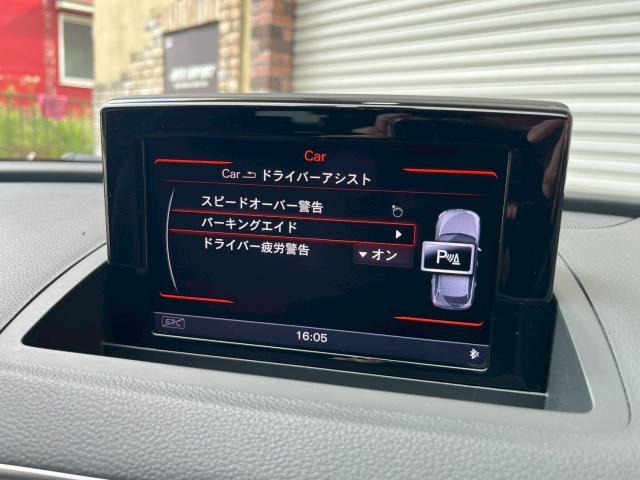 Car
Car ドライバーアシスト
スピードオーバー警告
パーキングエイド
ドライバー疲労警告 オン
P
ETC
16:05